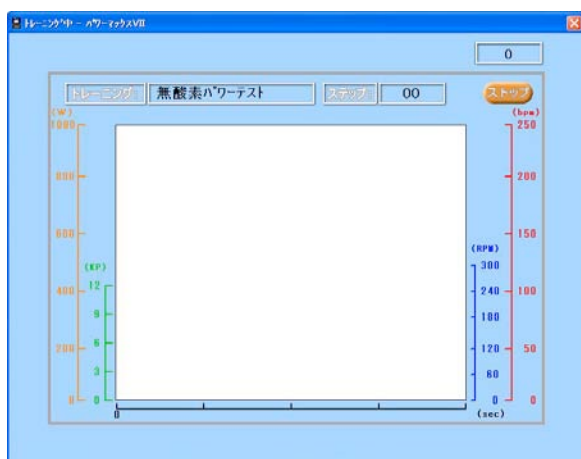 トレーニング中 - パワーマックスVII
0
トレーニング 無酸素パワーテスト ステップ 00 ストップ
(W) (bpm)
1000 250
800 200
600 150
(RPM)
(KP) 300
12
400 240 100
9 180
6
200 120 50
3 60
0 0 0 0
0 (sec)